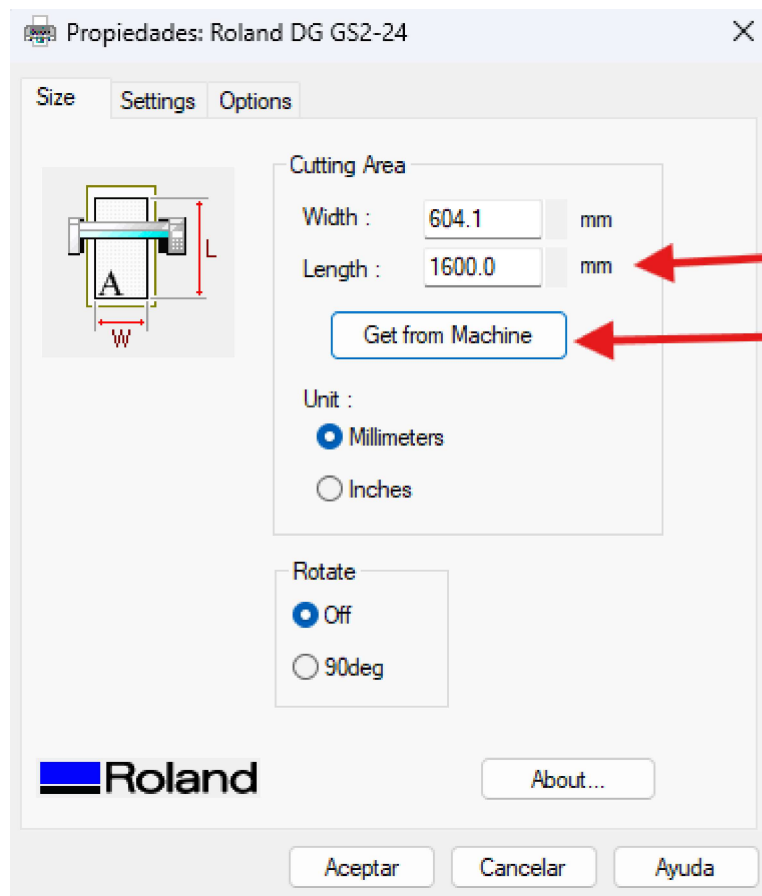 Propiedades: Roland DG GS2-24
Size Settings Options
Cutting Area
Width : 604.1 mm
Length : 1600.0 mm
Get from Machine
Unit :
Millimeters
Inches
L
A
W
Rotate
Off
90deg
Roland
About...
Aceptar Cancelar Ayuda